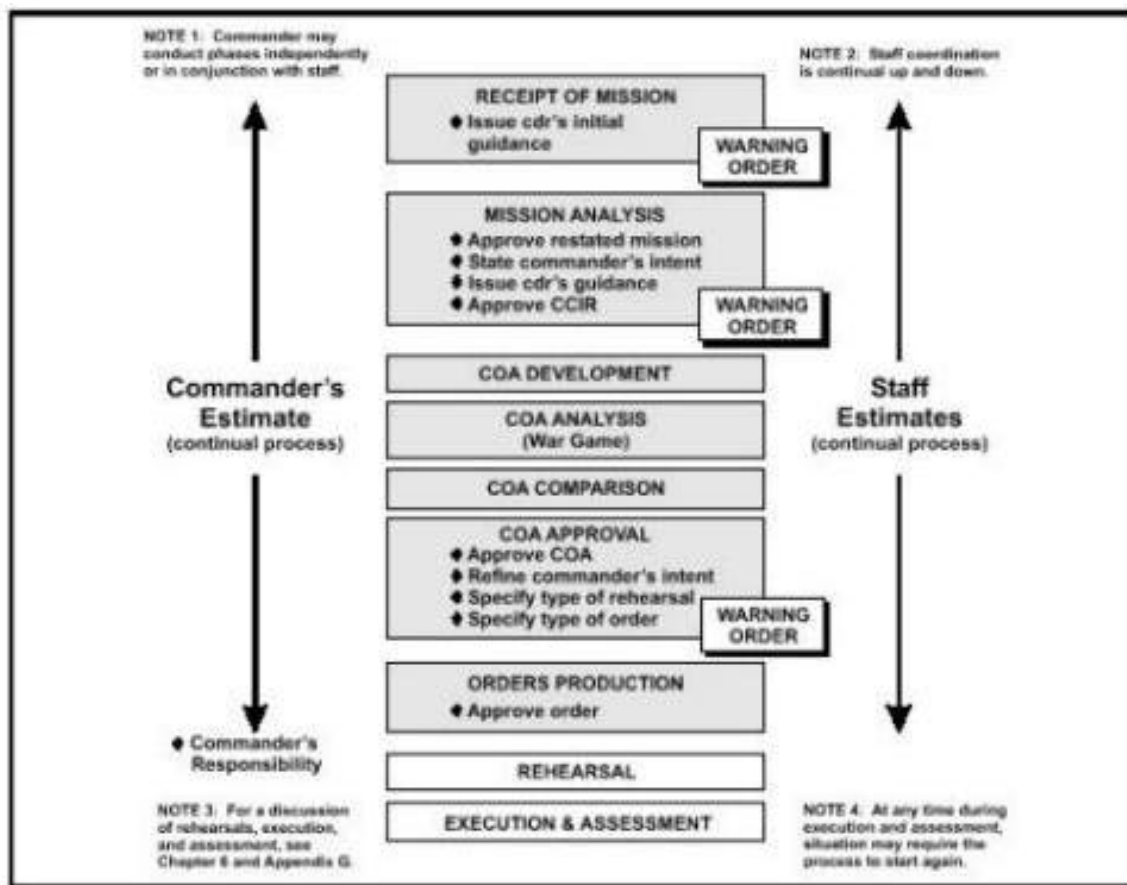 NOTE 1: Commander may
conduct phases independently
or in conjunction with staff.
NOTE 2: Staff coordination
is continual up and down.
RECEIPT OF MISSION
♦ Issue cdr's initial
guidance
WARNING
ORDER
MISSION ANALYSIS
♦ Approve restated mission
♦ State commander's intent
♦ Issue cdr's guidance
♦ Approve CCIR
WARNING
ORDER
Commander's
Estimate
(continual process)
COA DEVELOPMENT
COA ANALYSIS
(War Game)
COA COMPARISON
Staff
Estimates
(continual process)
COA APPROVAL
♦ Approve COA
♦ Refine commander's intent
♦ Specify type of rehearsal
♦ Specify type of order
WARNING
ORDER
ORDERS PRODUCTION
♦ Approve order
♦ Commander's
Responsibility
REHEARSAL
EXECUTION & ASSESSMENT
NOTE 3: For a discussion
of rehearsals, execution,
and assessment, see
Chapter 6 and Appendix G.
NOTE 4: At any time during
execution and assessment,
situation may require the
process to start again.